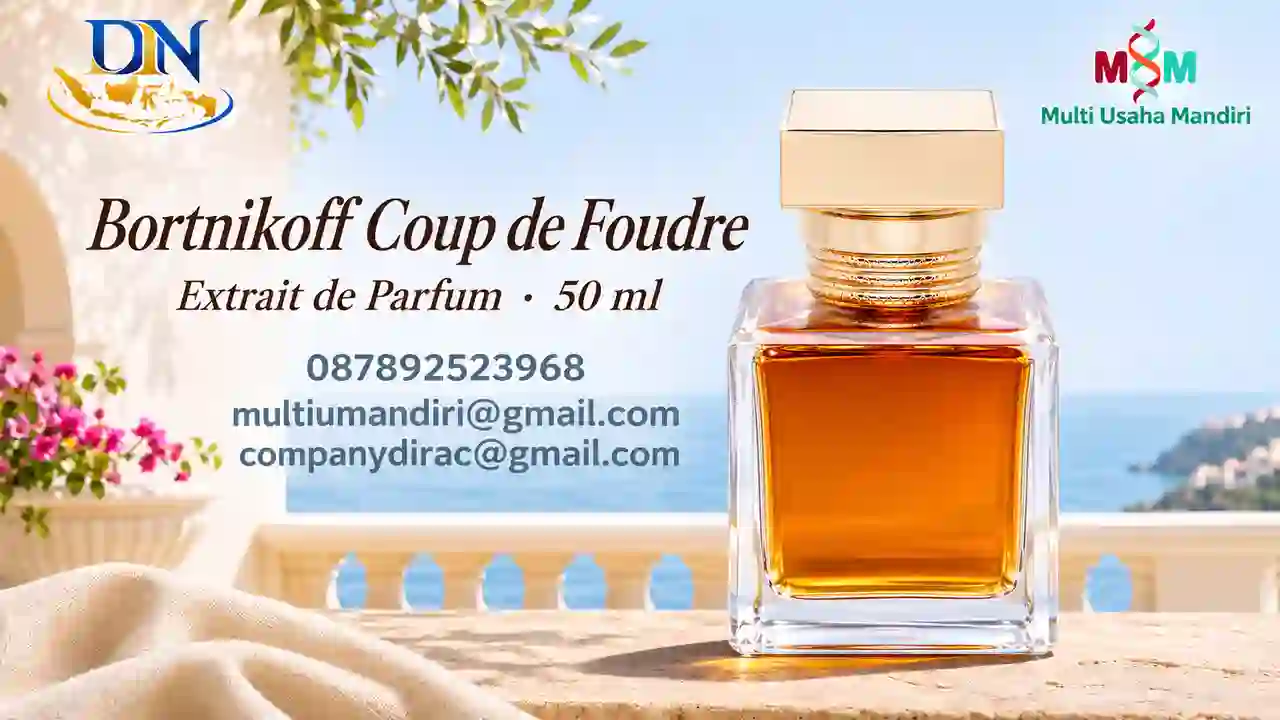 DN
M M
Multi Usaha Mandiri
Bortnikoff Coup de Foudre
Extrait de Parfum · 50 ml
087892523968
multiumandiri@gmail.com
companydirac@gmail.com